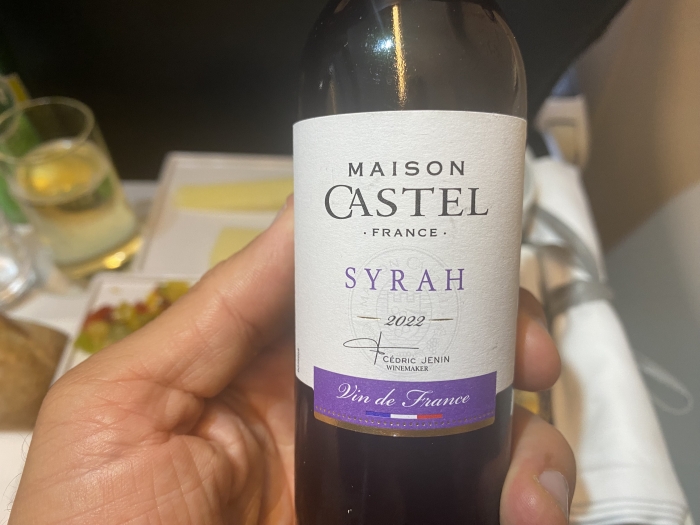 MAISON
CASTEL
· FRANCE ·
SYRAH
2022
CÉDRIC JENIN
WINEMAKER
Vin de France